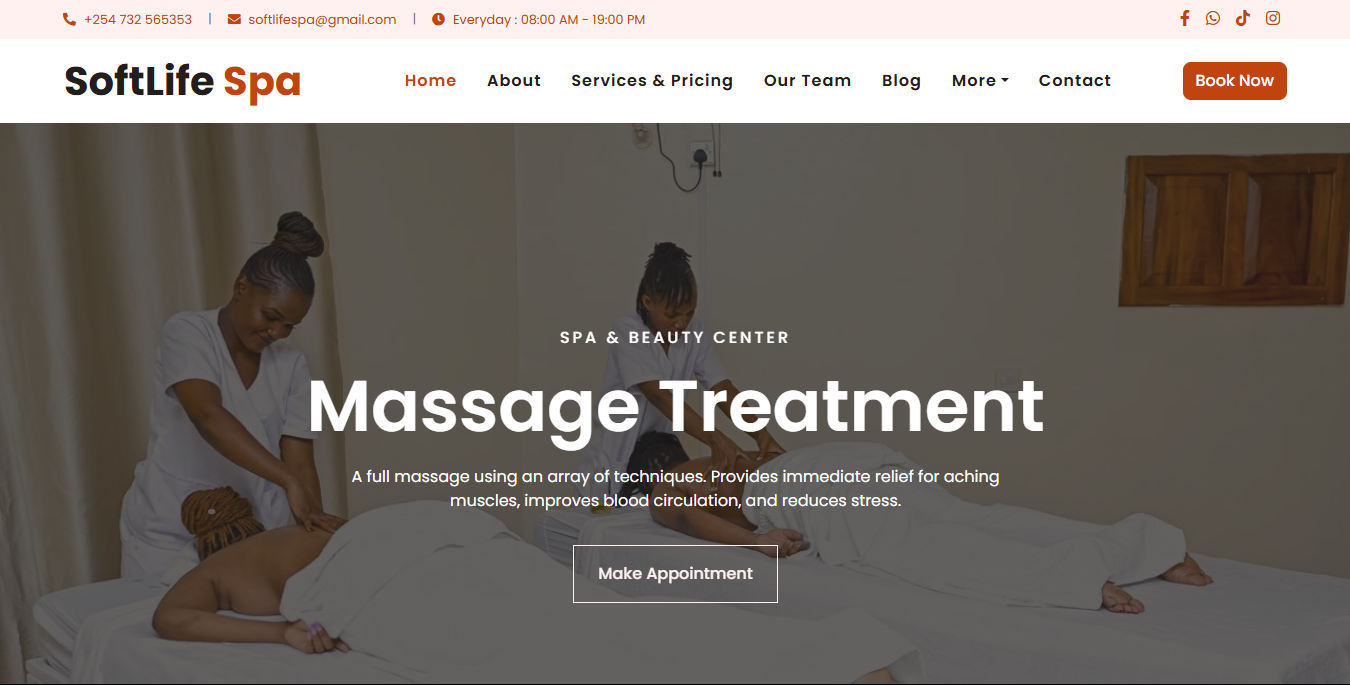 +254 732 565353 | softlifespa@gmail.com | Everyday : 08:00 AM - 19:00 PM
SoftLife Spa
Home About Services & Pricing Our Team Blog More Contact
Book Now
SPA & BEAUTY CENTER
Massage Treatment
A full massage using an array of techniques. Provides immediate relief for aching
muscles, improves blood circulation, and reduces stress.
Make Appointment